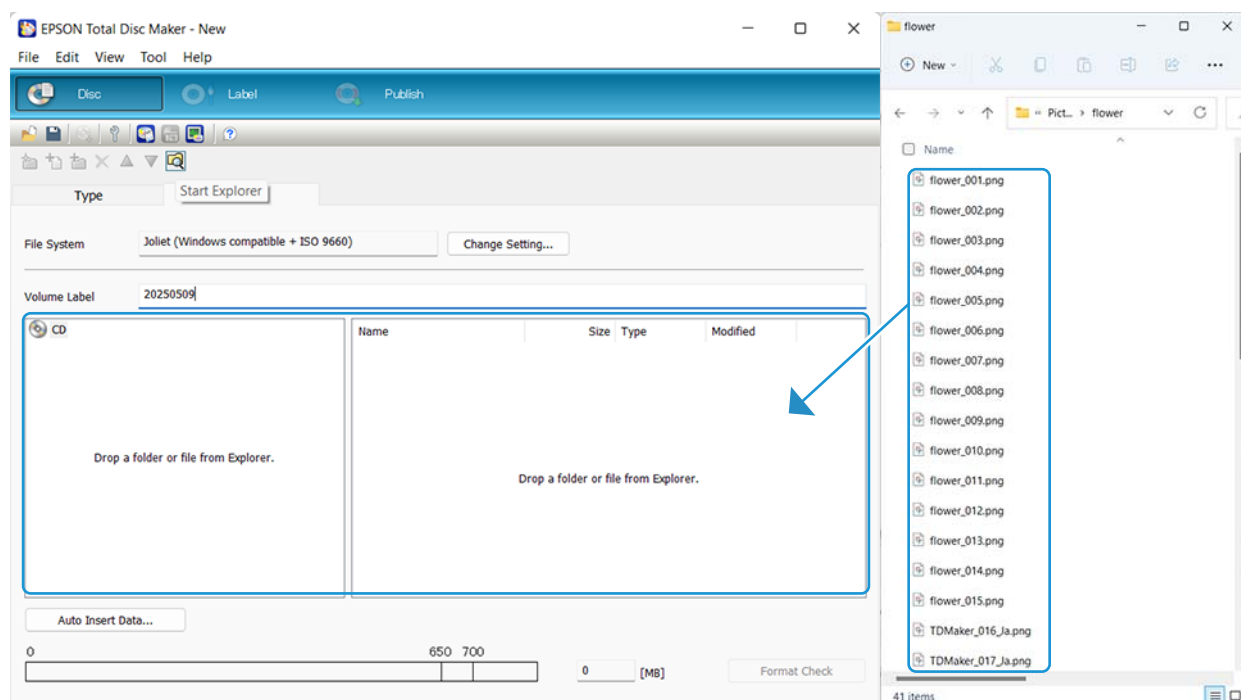 EPSON Total Disc Maker - New
File Edit View Tool Help
Disc Label Publish
Type
Start Explorer
File System Joliet (Windows compatible + ISO 9660) Change Setting...
Volume Label 20250509
CD
Name Size Type Modified
Drop a folder or file from Explorer.
Drop a folder or file from Explorer.
Auto Insert Data...
0 650 700
0 [MB] Format Check
flower
New
Pict... > flower
Name
flower_001.png
flower_002.png
flower_003.png
flower_004.png
flower_005.png
flower_006.png
flower_007.png
flower_008.png
flower_009.png
flower_010.png
flower_011.png
flower_012.png
flower_013.png
flower_014.png
flower_015.png
TDMaker_016_Ja.png
TDMaker_017_Ja.png
41 items